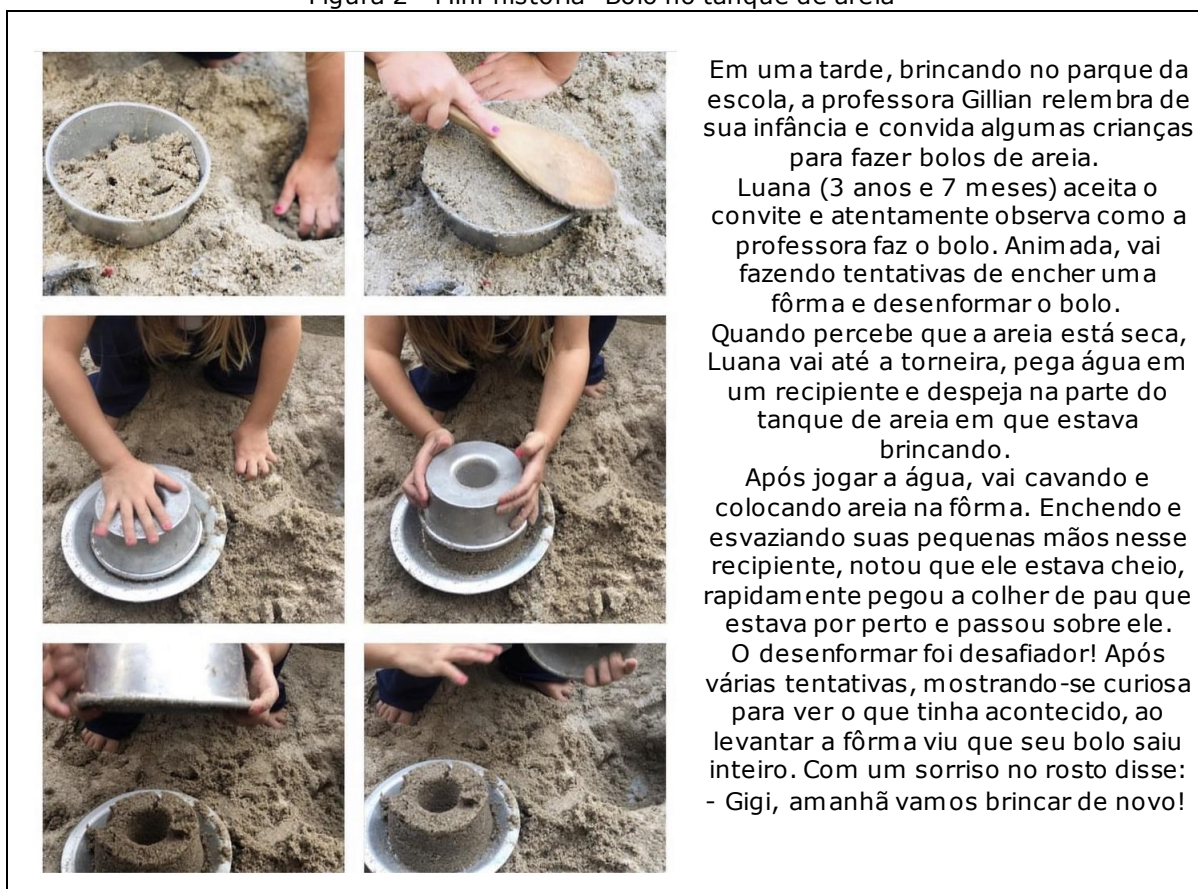 Em uma tarde, brincando no parque da
escola, a professora Gillian relembra de
sua infância e convida algumas crianças
para fazer bolos de areia.
Luana (3 anos e 7 meses) aceita o
convite e atentamente observa como a
professora faz o bolo. Animada, vai
fazendo tentativas de encher uma
fôrma e desenformar o bolo.
Quando percebe que a areia está seca,
Luana vai até a torneira, pega água em
um recipiente e despeja na parte do
tanque de areia em que estava
brincando.
Após jogar a água, vai cavando e
colocando areia na fôrma. Enchendo e
esvaziando suas pequenas mãos nesse
recipiente, notou que ele estava cheio,
rapidamente pegou a colher de pau que
estava por perto e passou sobre ele.
O desenformar foi desafiador! Após
várias tentativas, mostrando-se curiosa
para ver o que tinha acontecido, ao
levantar a fôrma viu que seu bolo saiu
inteiro. Com um sorriso no rosto disse:
- Gigi, amanhã vamos brincar de novo!